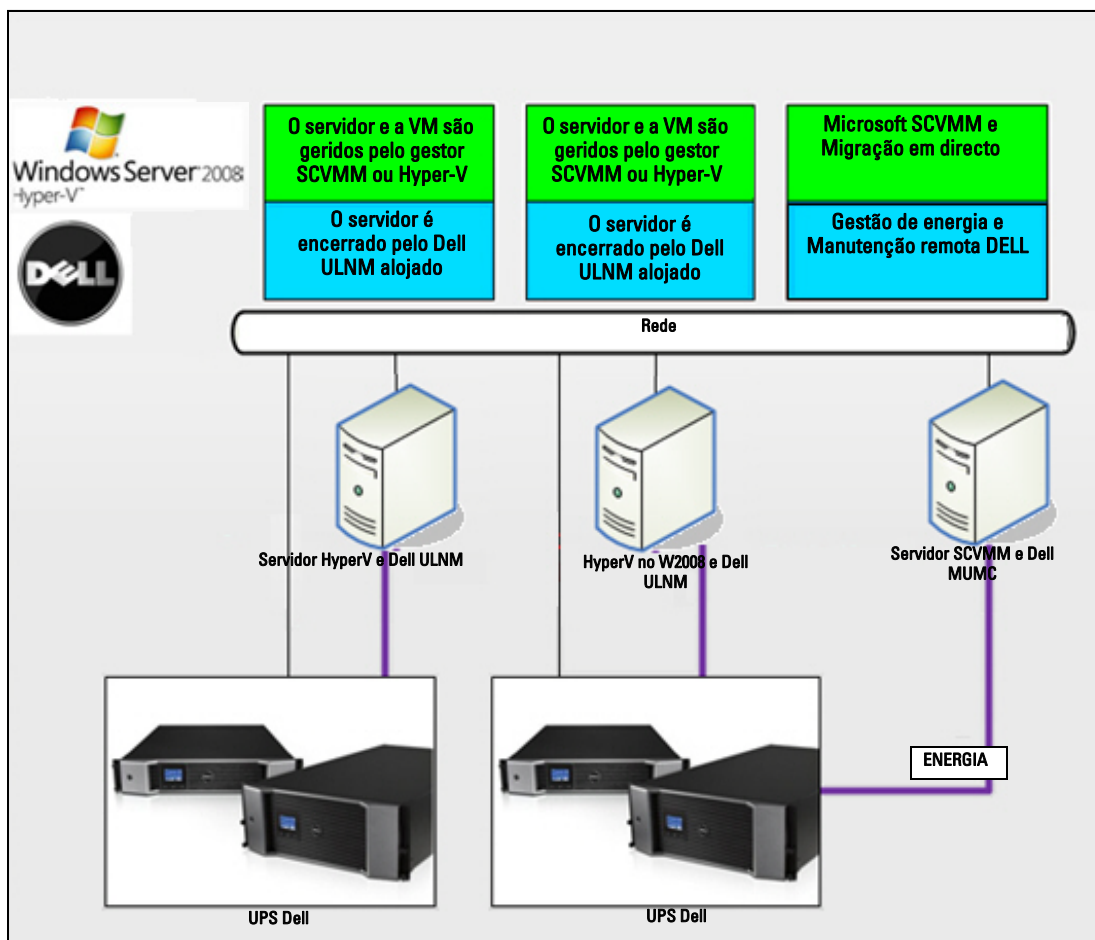 Windows Server 2008
Hyper-V™
DELL
O servidor e a VM são
geridos pelo gestor
SCVMM ou Hyper-V
O servidor é
encerrado pelo Dell
ULNM alojado
O servidor e a VM são
geridos pelo gestor
SCVMM ou Hyper-V
O servidor é
encerrado pelo Dell
ULNM alojado
Microsoft SCVMM e
Migração em directo
Gestão de energia e
Manutenção remota DELL
Rede
Servidor HyperV e Dell ULNM
HyperV no W2008 e Dell
ULNM
Servidor SCVMM e Dell
MUMC
ENERGIA
UPS Dell
UPS Dell